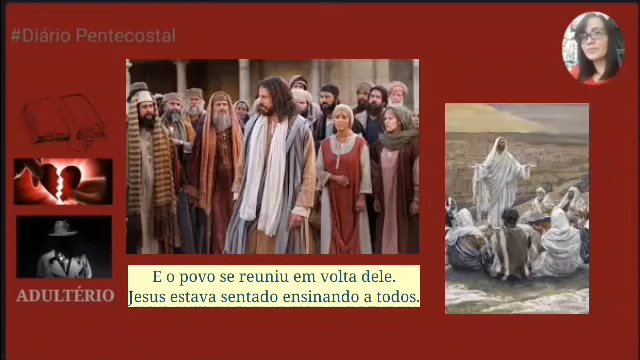 #Diário Pentecostal
E o povo se reuniu em volta dele.
Jesus estava sentado ensinando a todos.
ADULTÉRIO